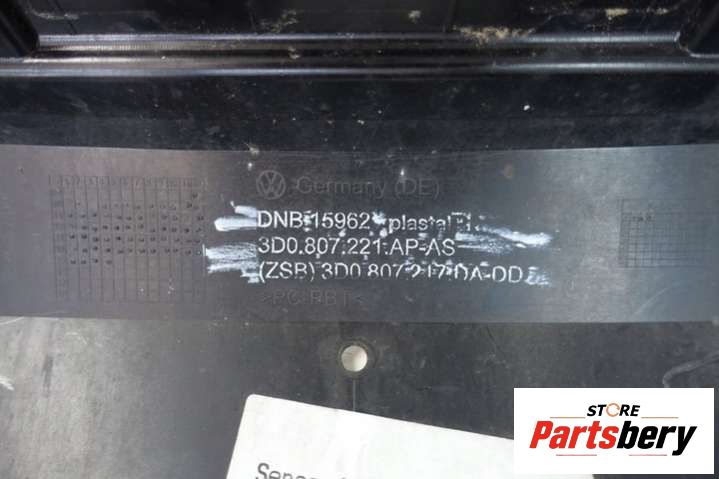 Germany (DE)
DNB 15962 plastal
3D0.807.221.AP-AS
(ZSB) 3D0.807.217.DA-DD
>PC+PBT<
STORE
Partsbery